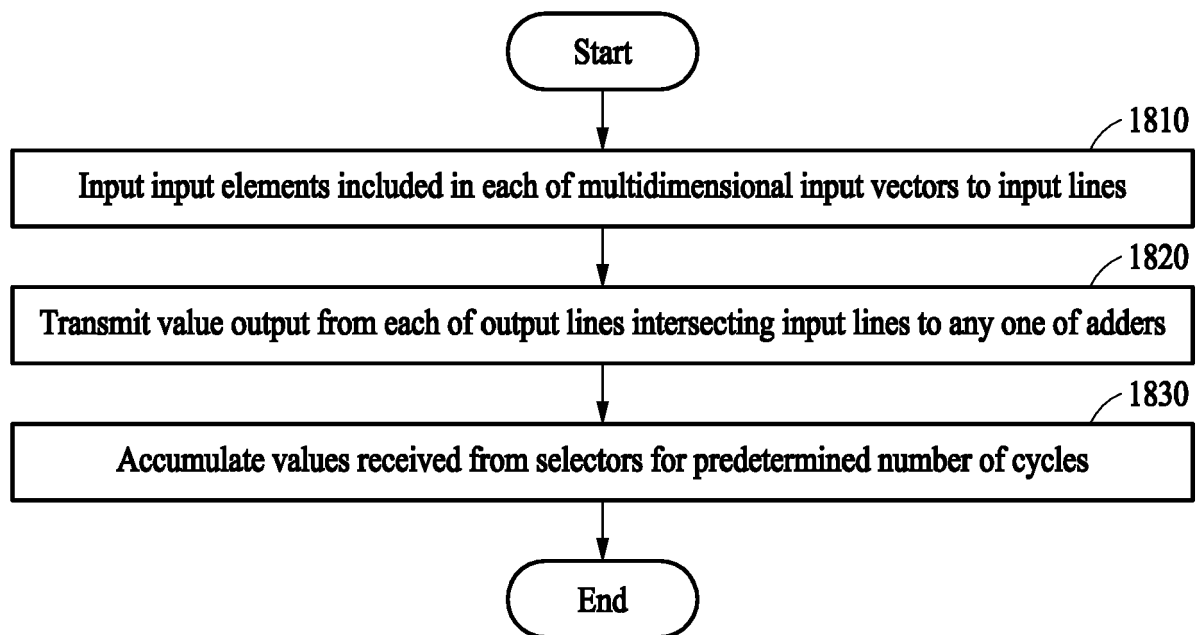 Start
1810
Input input elements included in each of multidimensional input vectors to input lines
1820
Transmit value output from each of output lines intersecting input lines to any one of adders
1830
Accumulate values received from selectors for predetermined number of cycles
End